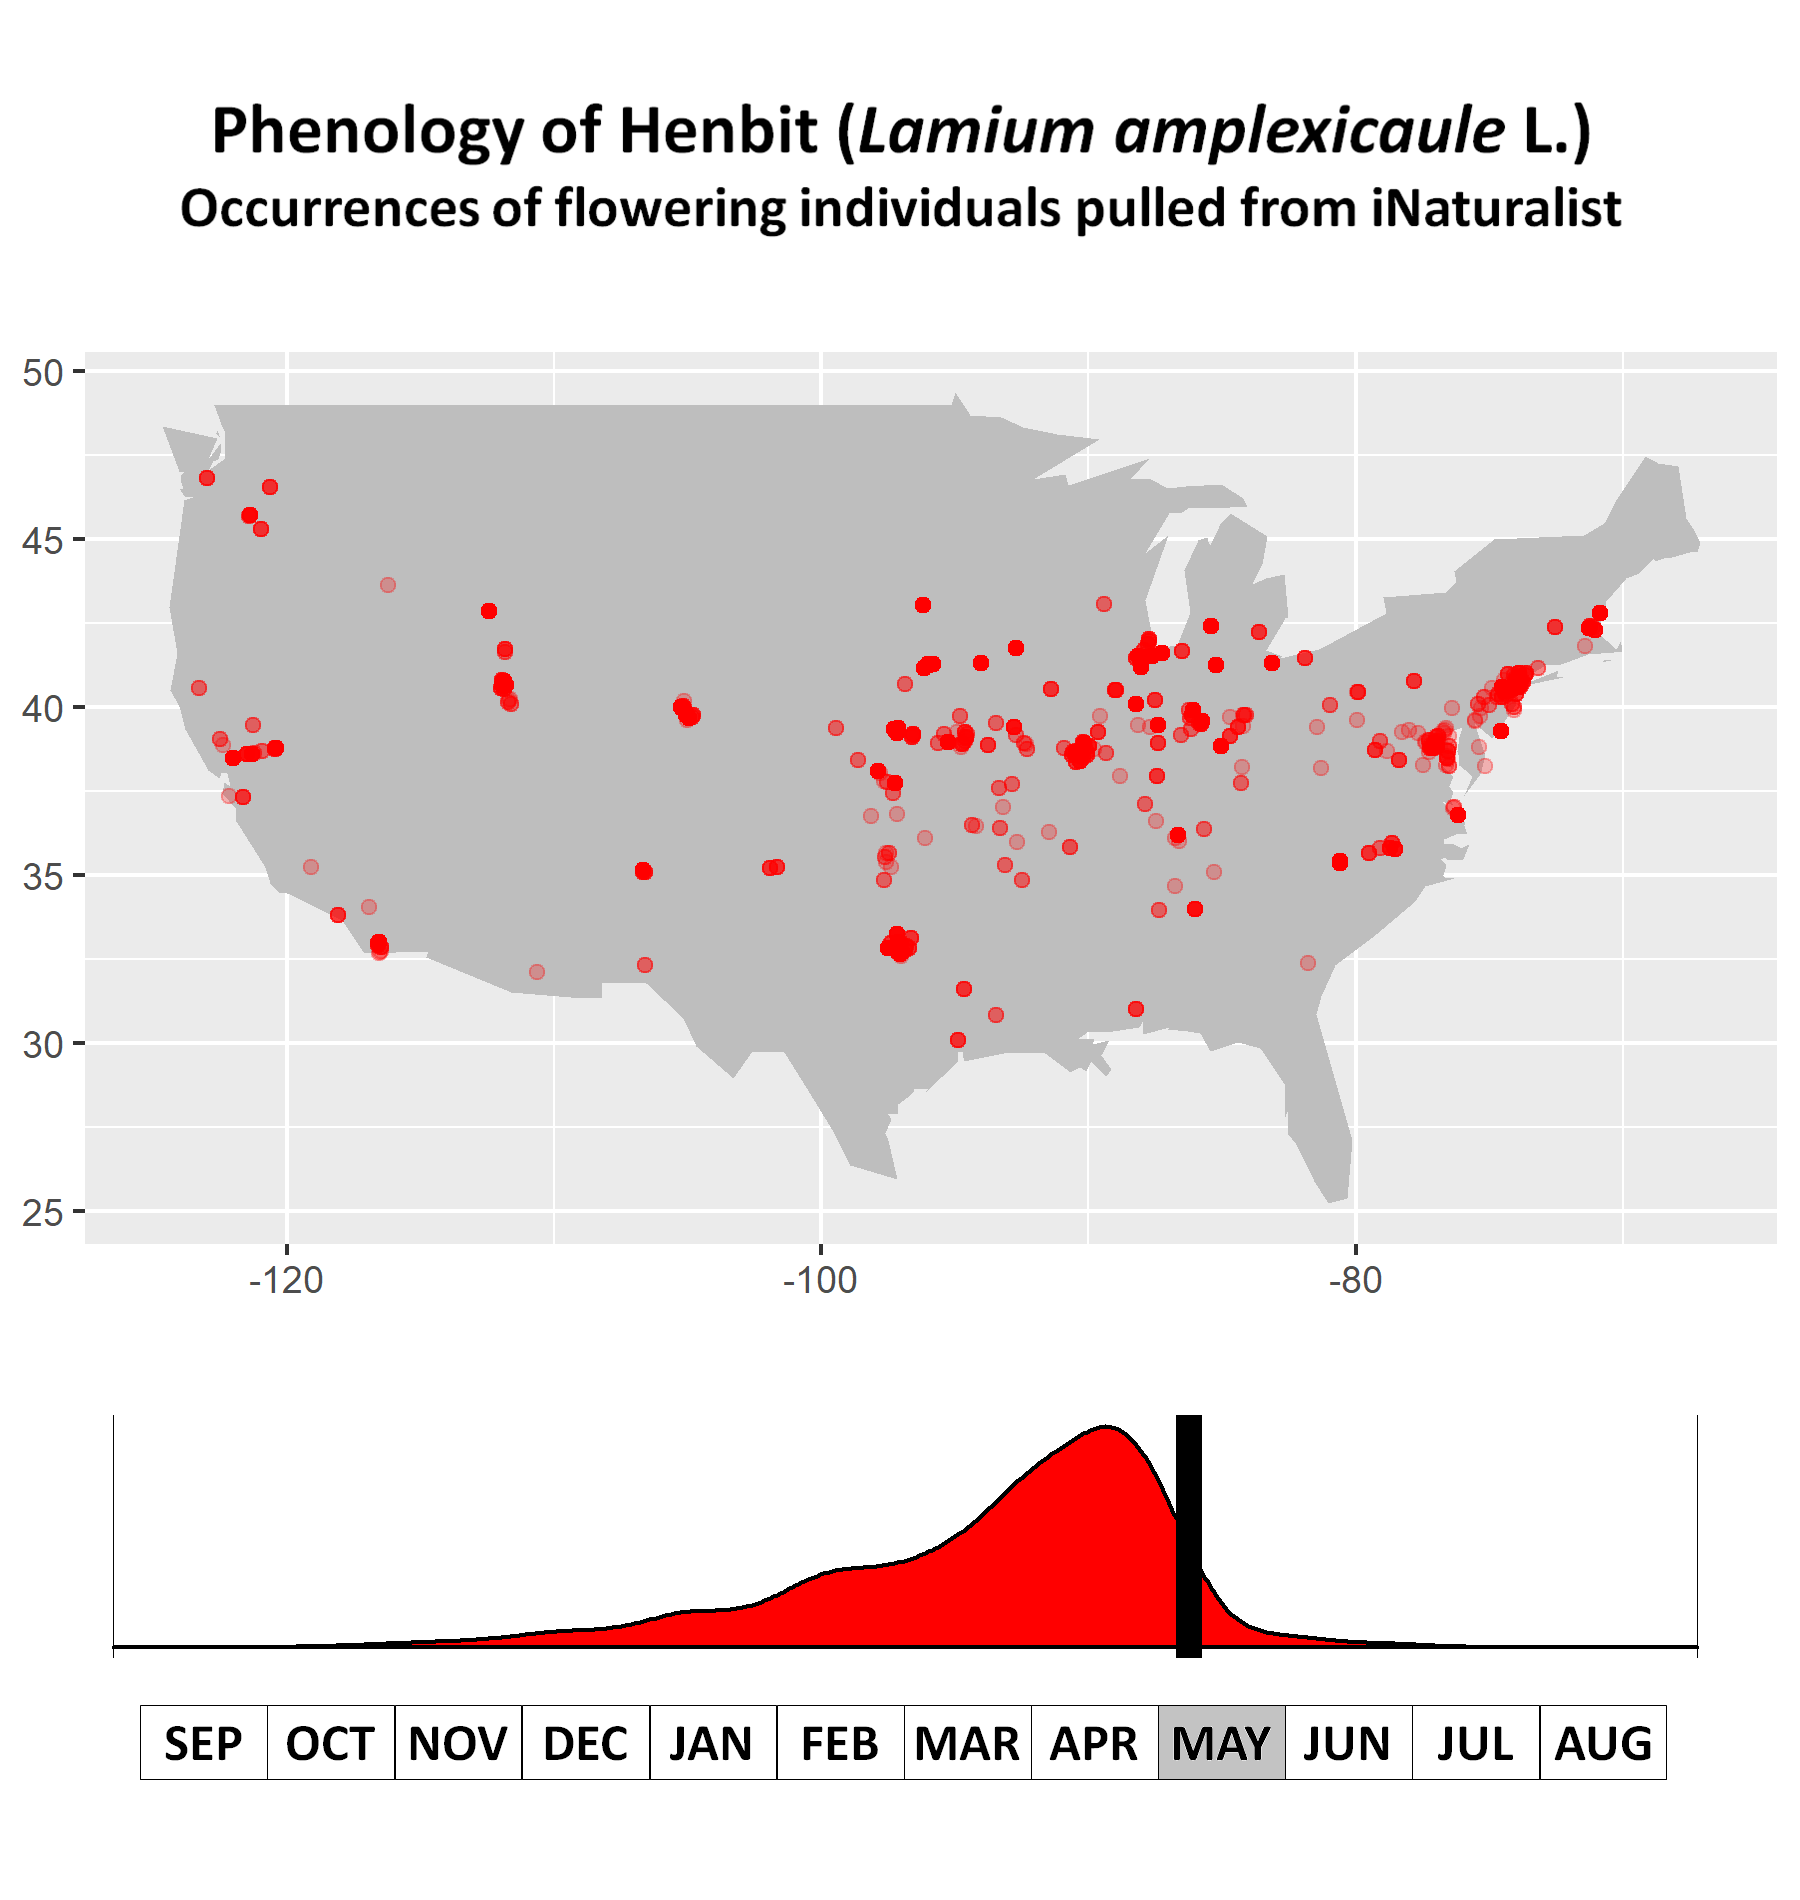 Phenology of Henbit (Lamium amplexicaule L.)
Occurrences of flowering individuals pulled from iNaturalist
50
45
40
35
30
25
-120 -100 -80
SEP OCT NOV DEC JAN FEB MAR APR MAY JUN JUL AUG